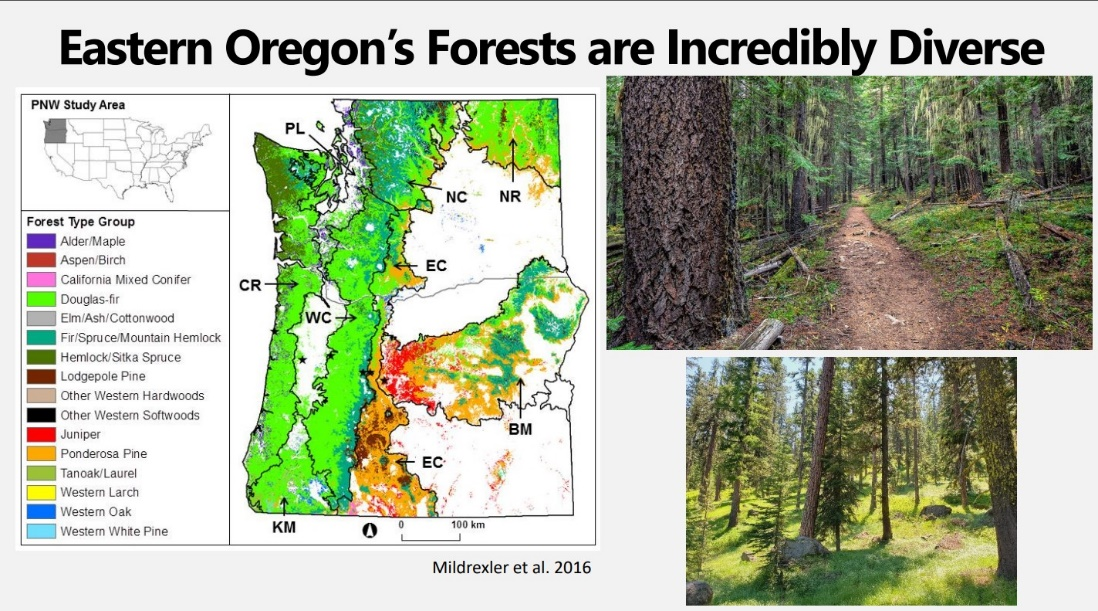 Eastern Oregon's Forests are Incredibly Diverse
PNW Study Area
Forest Type Group
Alder/Maple
Aspen/Birch
California Mixed Conifer
Douglas-fir
Elm/Ash/Cottonwood
Fir/Spruce/Mountain Hemlock
Hemlock/Sitka Spruce
Lodgepole Pine
Other Western Hardwoods
Other Western Softwoods
Juniper
Ponderosa Pine
Tanoak/Laurel
Western Larch
Western Oak
Western White Pine
PL
NC
NR
EC
CR
WC
BM
EC
KM
0 100 km
Mildrexler et al. 2016